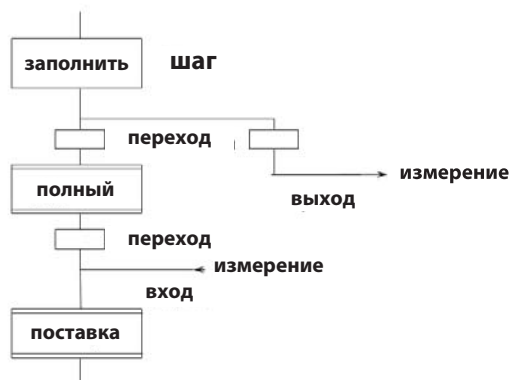 заполнить
шаг
переход
измерение
полный
выход
переход
измерение
вход
поставка